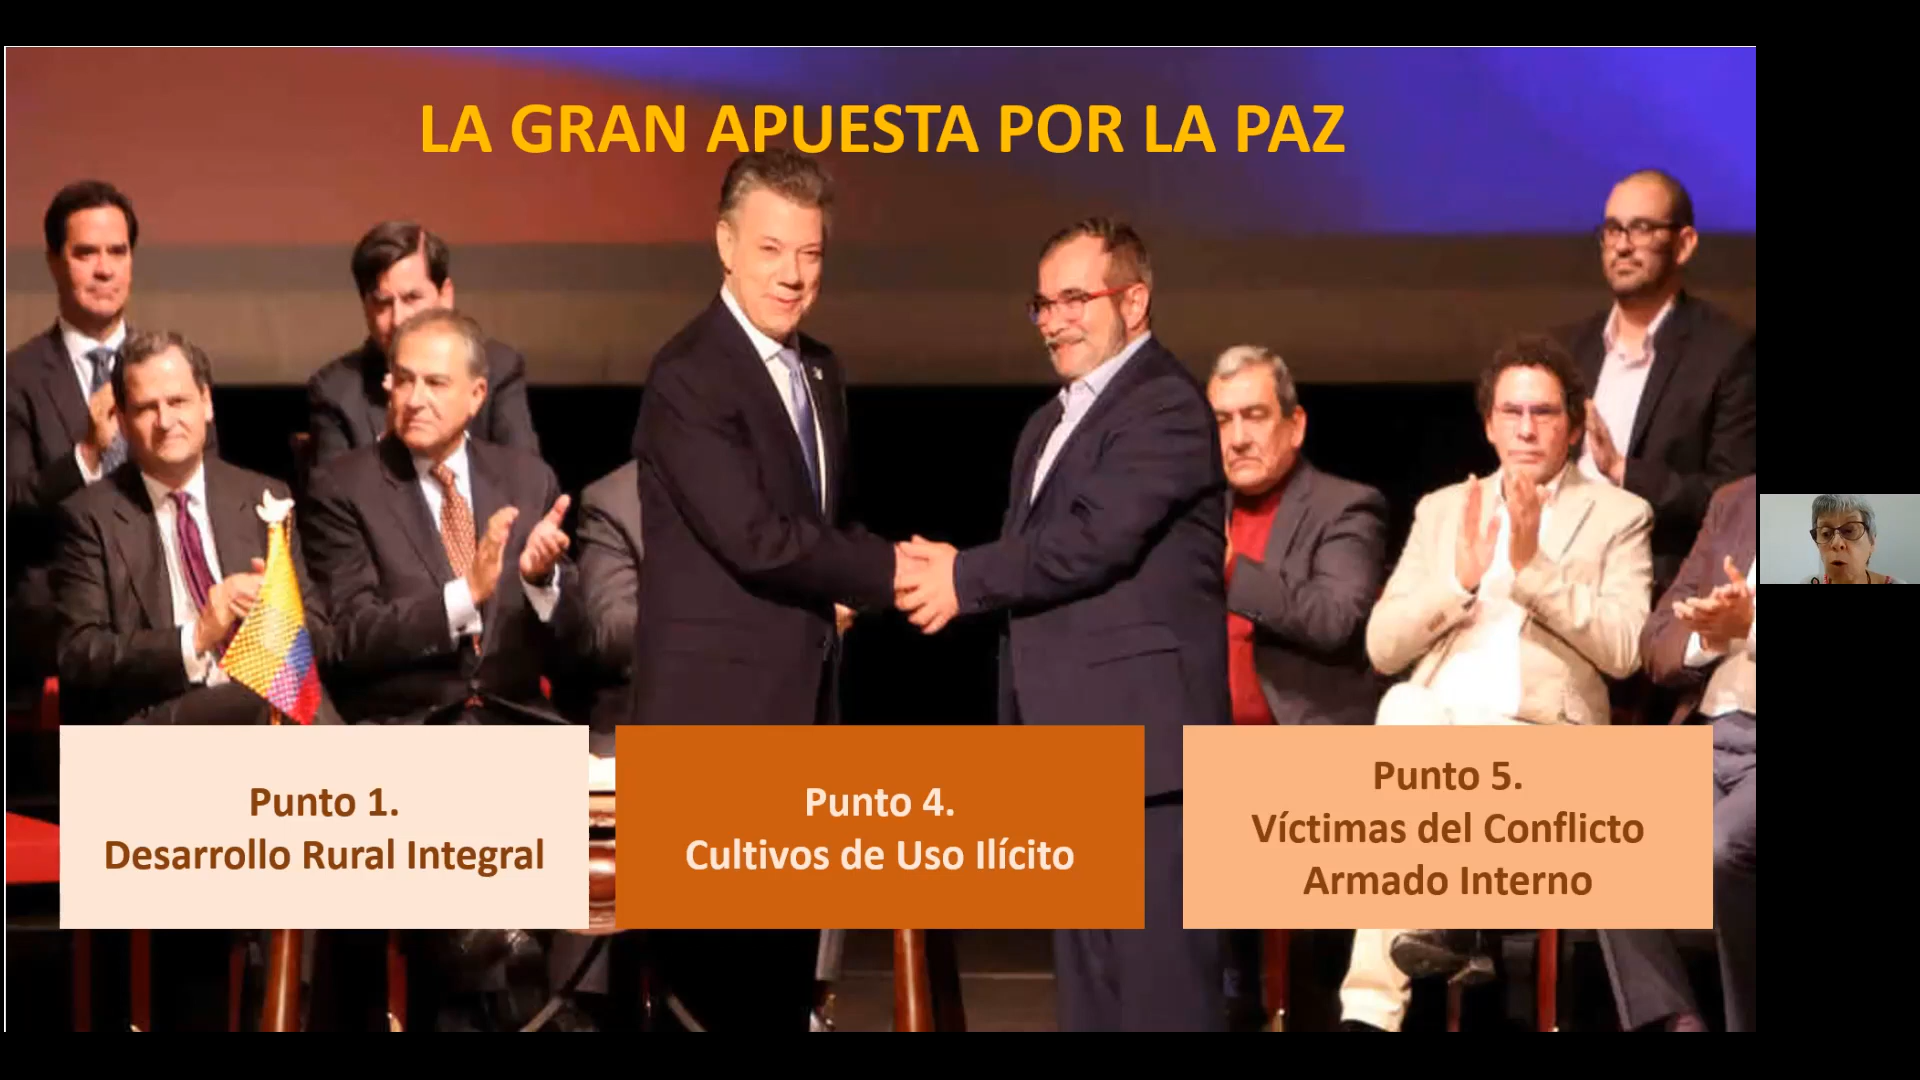 LA GRAN APUESTA POR LA PAZ
Punto 1.
Desarrollo Rural Integral
Punto 4.
Cultivos de Uso Ilícito
Punto 5.
Víctimas del Conflicto
Armado Interno